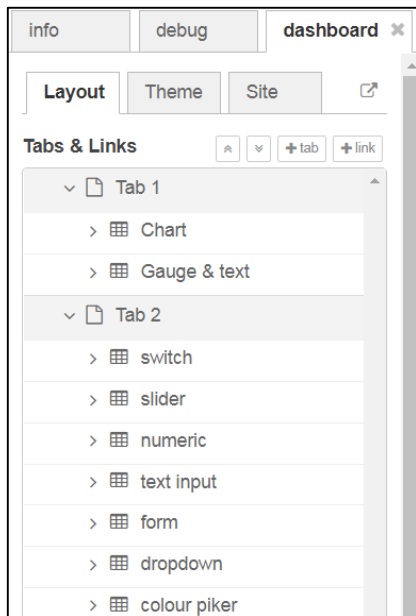 info debug dashboard
Layout Theme Site
Tabs & Links +tab +link
Tab 1
Chart
Gauge & text
Tab 2
switch
slider
numeric
text input
form
dropdown
colour piker